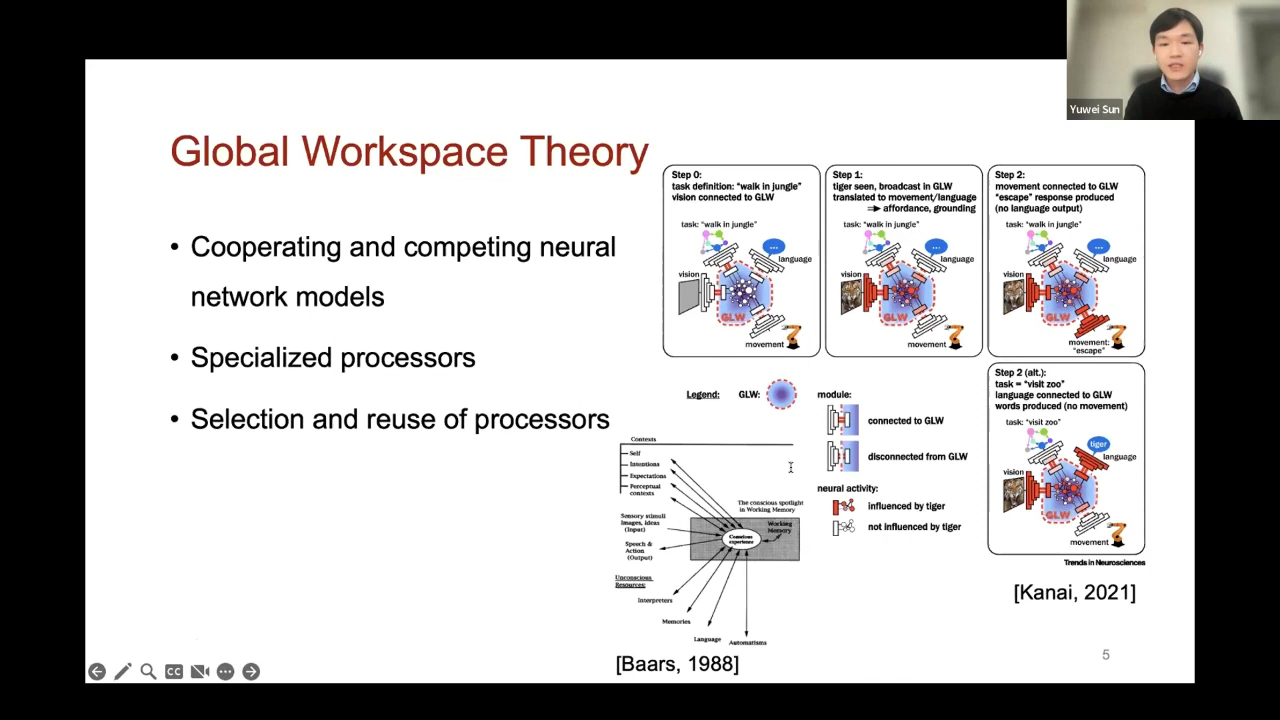 Yuwei Sun
Global Workspace Theory
• Cooperating and competing neural
network models
• Specialized processors
• Selection and reuse of processors
Step 0:
task definition: “walk in jungle”
vision connected to GLW
task: “walk in jungle”
...
language
vision
GLW
movement
Step 1:
tiger seen, broadcast in GLW
translated to movement/language
⇒ affordance, grounding
task: “walk in jungle”
...
language
vision
GLW
movement
Step 2:
movement connected to GLW
“escape” response produced
(no language output)
task: “walk in jungle”
...
language
vision
GLW
movement:
“escape”
Step 2 (alt.):
task = “visit zoo”
language connected to GLW
words produced (no movement)
task: “visit zoo”
tiger
language
vision
GLW
movement
Trends in Neurosciences
Legend:
GLW:
module:
connected to GLW
disconnected from GLW
neural activity:
influenced by tiger
not influenced by tiger
[Kanai, 2021]
Contexts
Self
Intentions
Expectations
Perceptual
contexts
The conscious spotlight
in Working Memory
Working
Memory
Conscious
experience
Sensory stimuli
Images, ideas
(Input)
Speech &
Action
(Output)
Unconscious
Resources:
Interpreters
Memories
Language
Automatisms
[Baars, 1988]
5
CC